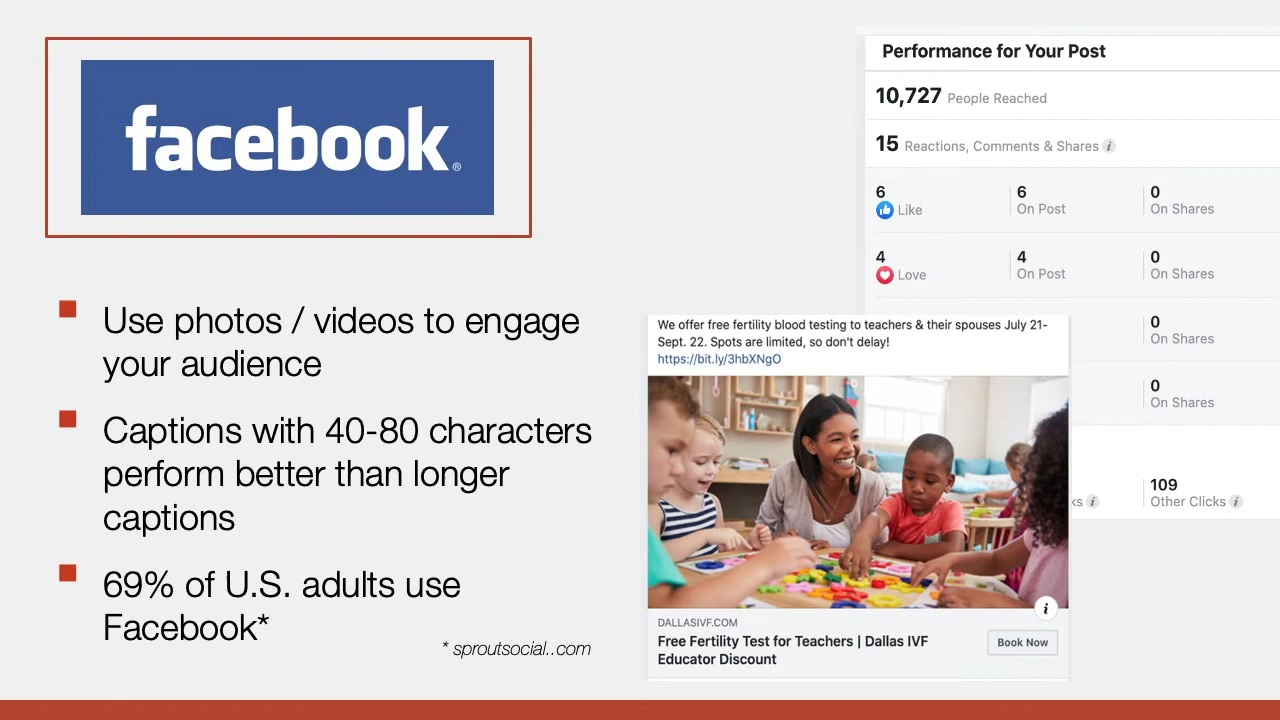 facebook®
Use photos / videos to engage
your audience
Captions with 40-80 characters
perform better than longer
captions
69% of U.S. adults use
Facebook*
* sproutsocial..com
Performance for Your Post
10,727 People Reached
15 Reactions, Comments & Shares
6
Like
6
On Post
0
On Shares
4
Love
4
On Post
0
On Shares
0
On Shares
0
On Shares
109
Other Clicks
We offer free fertility blood testing to teachers & their spouses July 21-
Sept. 22. Spots are limited, so don't delay!
https://bit.ly/3hbXNgO
DALLASIVF.COM
Free Fertility Test for Teachers | Dallas IVF
Educator Discount
Book Now